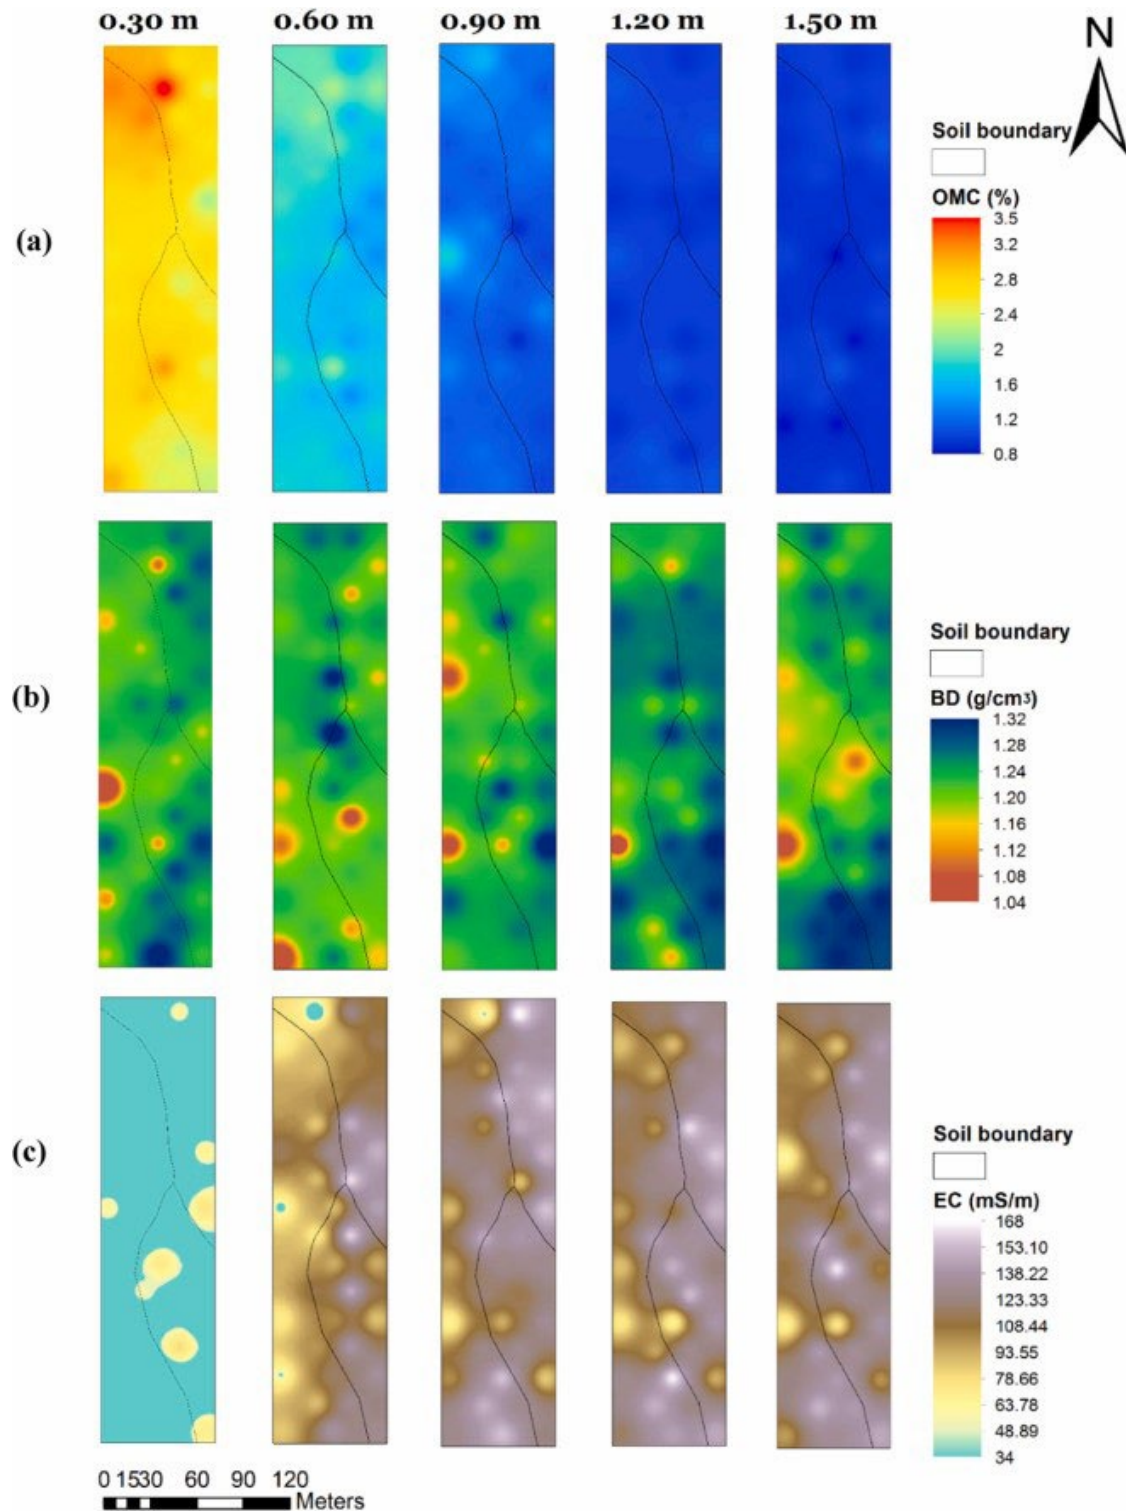 0.30 m 0.60 m 0.90 m 1.20 m 1.50 m
N
Soil boundary
OMC (%)
3.5
3.2
2.8
2.4
2
1.6
1.2
0.8
(a)
Soil boundary
BD (g/cm3)
1.32
1.28
1.24
1.20
1.16
1.12
1.08
1.04
(b)
Soil boundary
EC (mS/m)
168
153.10
138.22
123.33
108.44
93.55
78.66
63.78
48.89
34
(c)
0 1530 60 90 120
Meters